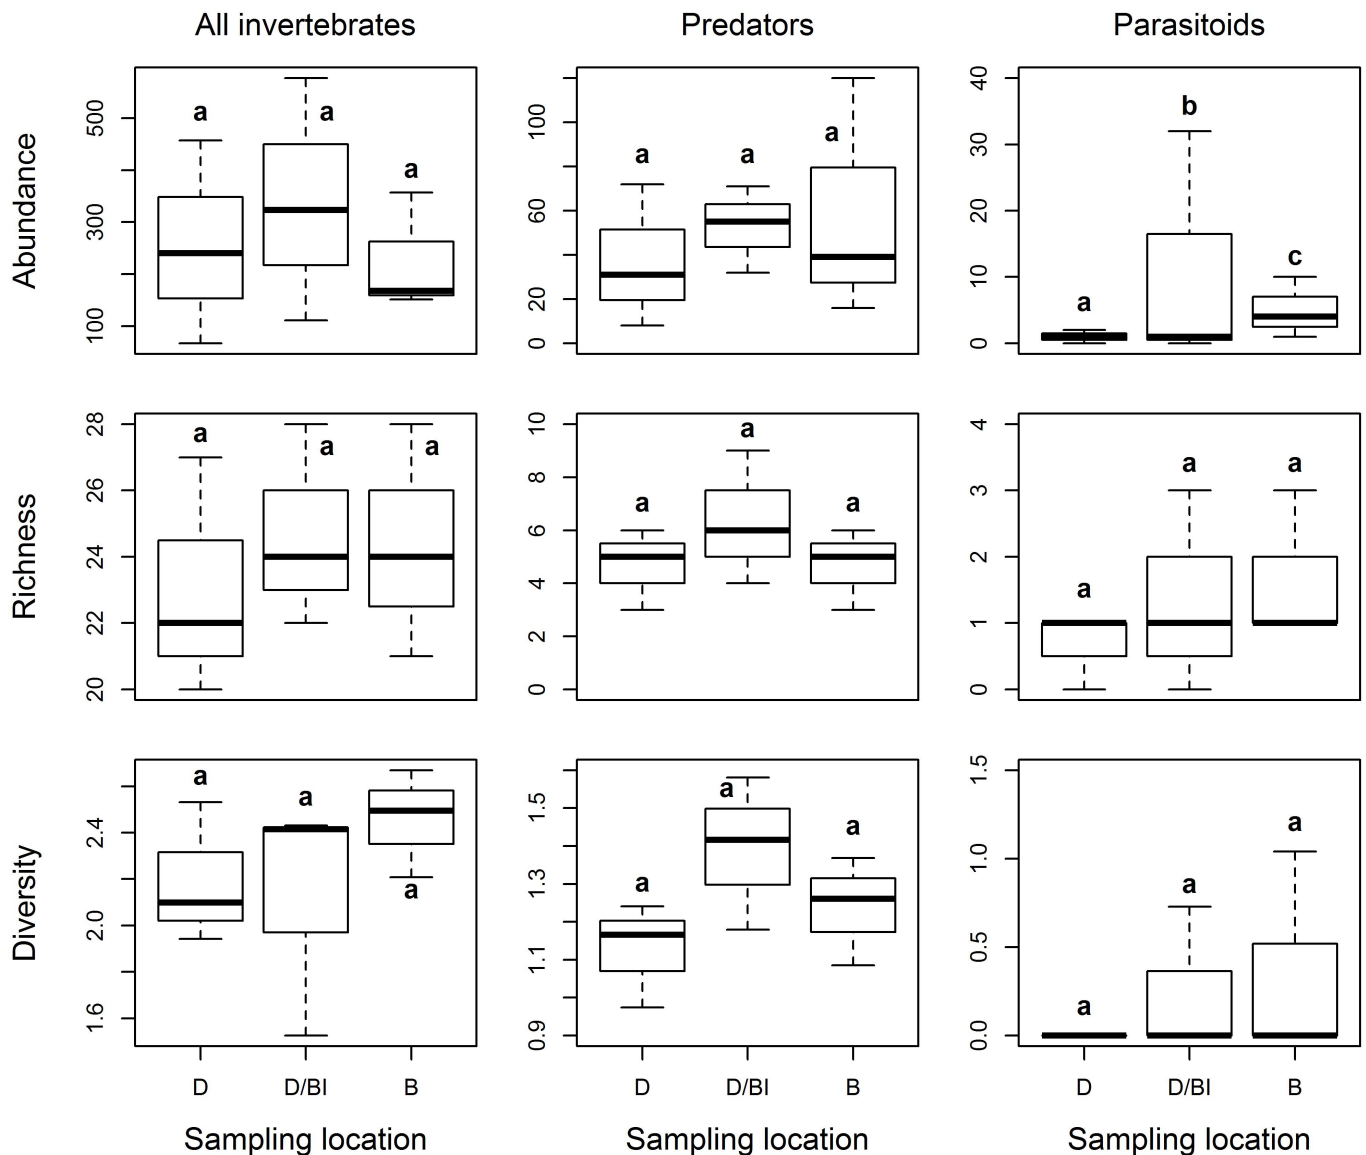 All invertebrates Predators Parasitoids
Abundance
500
300
100
a a a
100
60
20
0
a a a
40
30
20
10
0
a b c
Richness
28
26
24
22
20
a a a
10
8
6
4
2
0
a a a
4
3
2
1
0
a a a
Diversity
2.4
2.0
1.6
a a a
1.5
1.3
1.1
0.9
a a a
1.5
1.0
0.5
0.0
a a a
D D/BI B D D/BI B D D/BI B
Sampling location Sampling location Sampling location